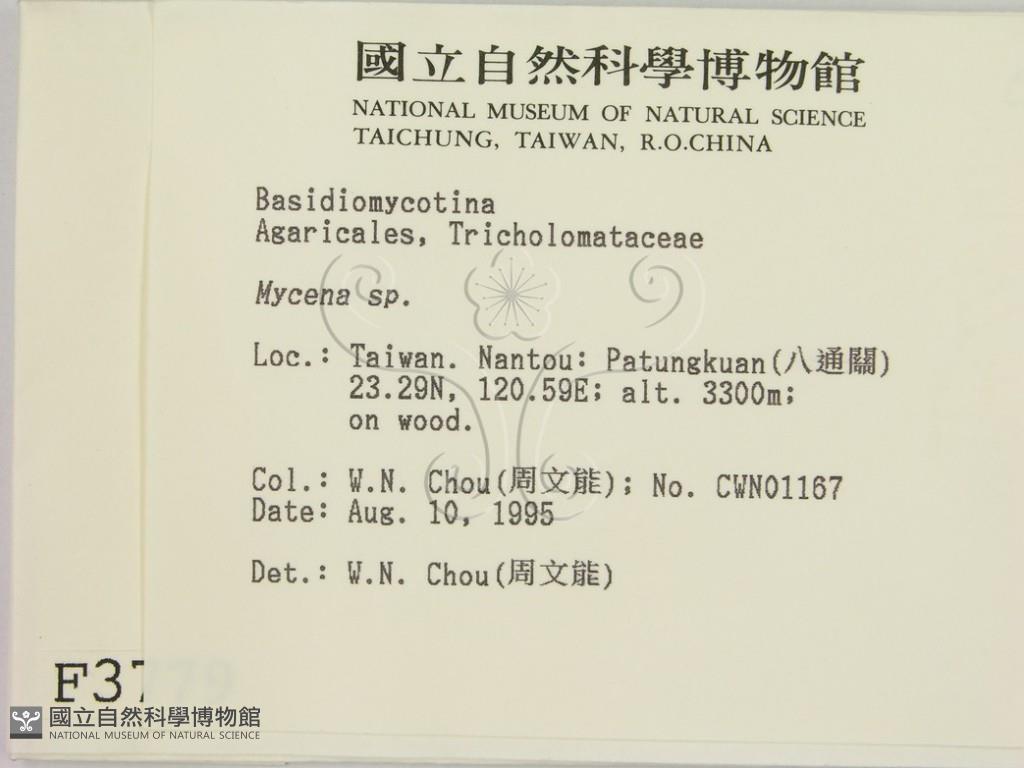 國立自然科學博物館
NATIONAL MUSEUM OF NATURAL SCIENCE
TAICHUNG, TAIWAN, R.O.CHINA
Basidiomycotina
Agaricales, Tricholomataceae
Mycena sp.
Loc.: Taiwan. Nantou: Patungkuan(八通關)
23.29N, 120.59E; alt. 3300m;
on wood.
Col.: W.N. Chou(周文能); No. CWN01167
Date: Aug. 10, 1995
Det.: W.N. Chou(周文能)
F3779
國立自然科學博物館
NATIONAL MUSEUM OF NATURAL SCIENCE